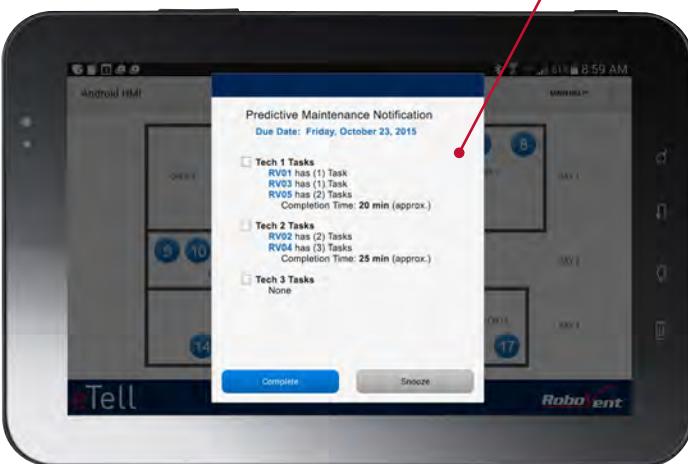 61% 8:59 AM
Android HMI
Predictive Maintenance Notification
Due Date: Friday, October 23, 2015
Tech 1 Tasks
RV01 has (1) Task
RV03 has (1) Task
RV05 has (2) Tasks
Completion Time: 20 min (approx.)
Tech 2 Tasks
RV02 has (2) Tasks
RV04 has (3) Tasks
Completion Time: 25 min (approx.)
Tech 3 Tasks
None
8
9 10
14
17
Complete Snooze
eTell RoboVent